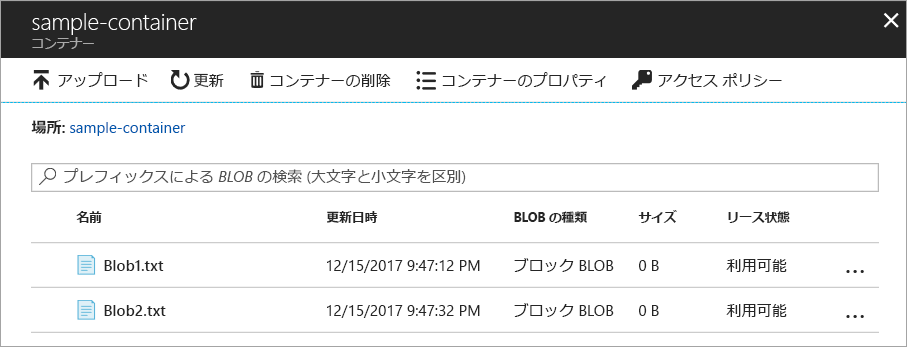 sample-container
コンテナー
アップロード 更新 コンテナーの削除 コンテナーのプロパティ アクセス ポリシー
場所: sample-container
プレフィックスによる BLOB の検索 (大文字と小文字を区別)
名前 更新日時 BLOB の種類 サイズ リース状態
Blob1.txt 12/15/2017 9:47:12 PM ブロック BLOB 0 B 利用可能 ...
Blob2.txt 12/15/2017 9:47:32 PM ブロック BLOB 0 B 利用可能 ...